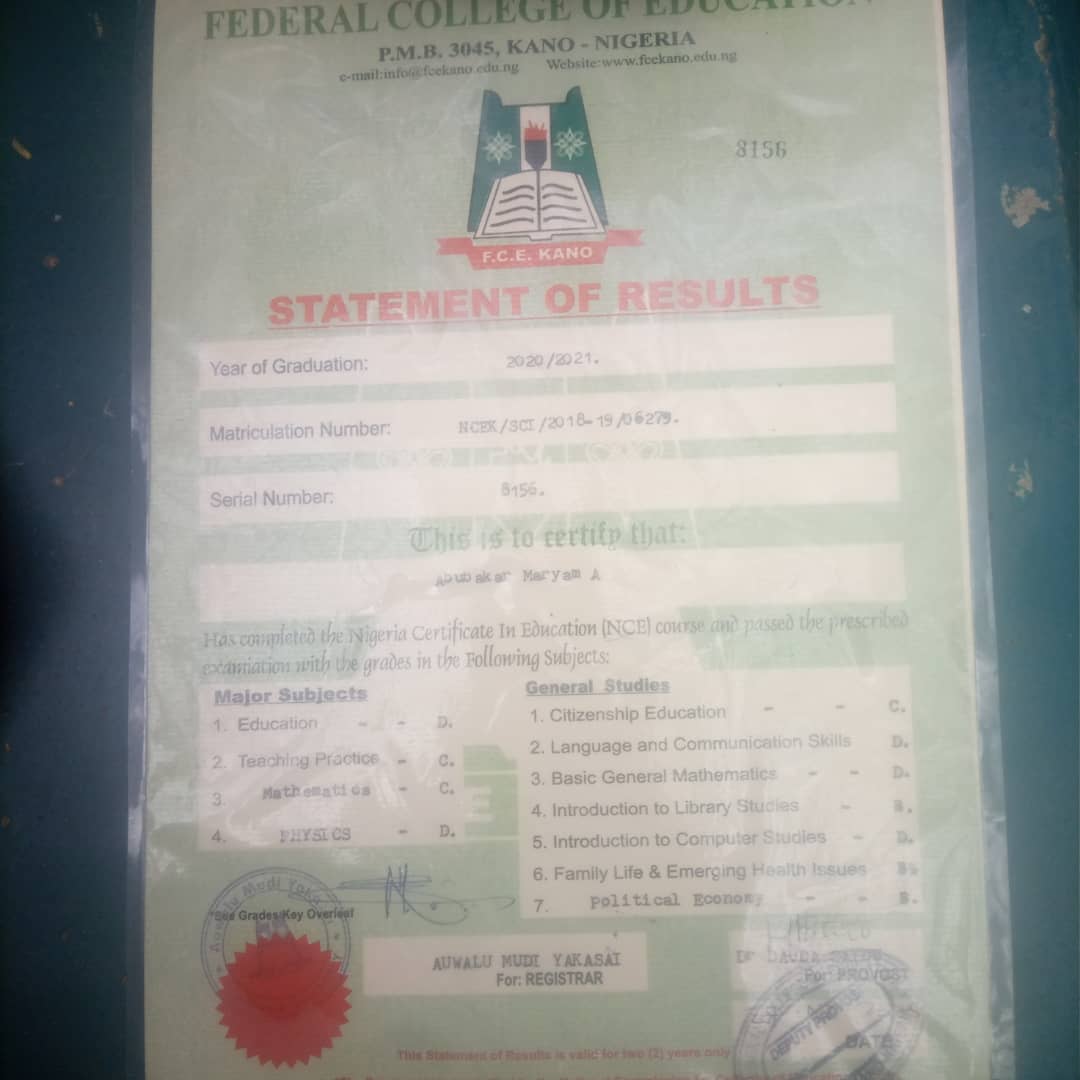 FEDERAL COLLEGE OF EDUCATION
P.M.B. 3045, KANO - NIGERIA
e-mail:info@fcekano.edu.ng Website:www.fcekano.edu.ng
8156
F.C.E. KANO
STATEMENT OF RESULTS
Year of Graduation: 2020/2021.
Matriculation Number: NCEK/SCI/2018-19/06279.
Serial Number: 8156.
This is to certify that:
Abubakar Maryam A
Has completed the Nigeria Certificate In Education (NCE) course and passed the prescribed
examiation with the grades in the Following Subjects:
Major Subjects
1. Education - - D.
2. Teaching Practice - C.
3. Mathematics - C.
4. PHYSICS - D.
General Studies
1. Citizenship Education - - C.
2. Language and Communication Skills D.
3. Basic General Mathematics - - D.
4. Introduction to Library Studies - B.
5. Introduction to Computer Studies - D.
6. Family Life & Emerging Health Issues B.
7. Political Economy - - B.
Auwalu Mudi
*See Grades Key Overleaf
AUWALU MUDI YAKASAI
For: REGISTRAR
Dr DAUDA
For: PROVOST
DEPUTY PROVOST
DATE
This Statement of Results is valid for two (2) years only